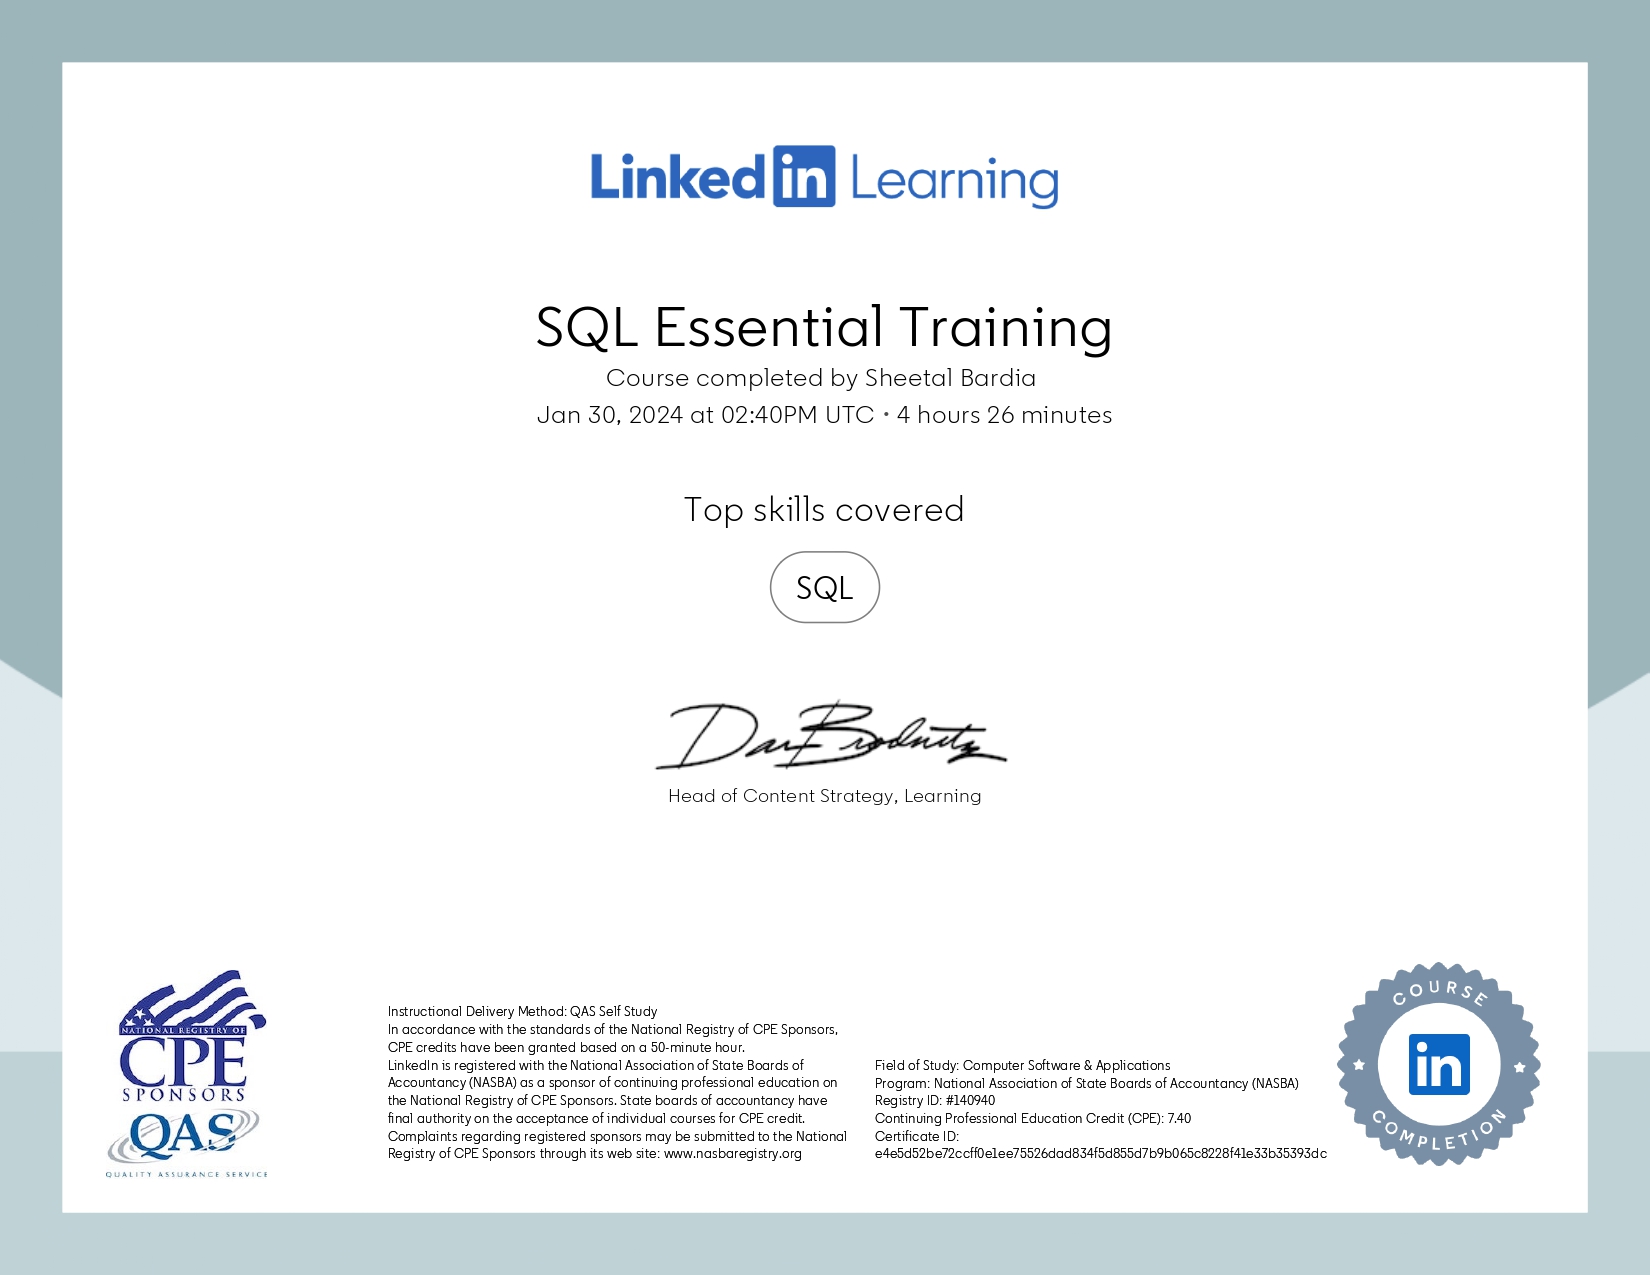 Linked in Learning
SQL Essential Training
Course completed by Sheetal Bardia
Jan 30, 2024 at 02:40PM UTC • 4 hours 26 minutes
Top skills covered
SQL
Dan Brodnitz
Head of Content Strategy, Learning
NATIONAL REGISTRY OF
CPE
SPONSORS
QAS
QUALITY ASSURANCE SERVICE
Instructional Delivery Method: QAS Self Study
In accordance with the standards of the National Registry of CPE Sponsors,
CPE credits have been granted based on a 50-minute hour.
LinkedIn is registered with the National Association of State Boards of
Accountancy (NASBA) as a sponsor of continuing professional education on
the National Registry of CPE Sponsors. State boards of accountancy have
final authority on the acceptance of individual courses for CPE credit.
Complaints regarding registered sponsors may be submitted to the National
Registry of CPE Sponsors through its web site: www.nasbaregistry.org
Field of Study: Computer Software & Applications
Program: National Association of State Boards of Accountancy (NASBA)
Registry ID: #140940
Continuing Professional Education Credit (CPE): 7.40
Certificate ID:
e4e5d52be72ccff0e1ee75526dad834f5d855d7b9b065c8228f41e33b35393dc
COURSE
in
COMPLETION